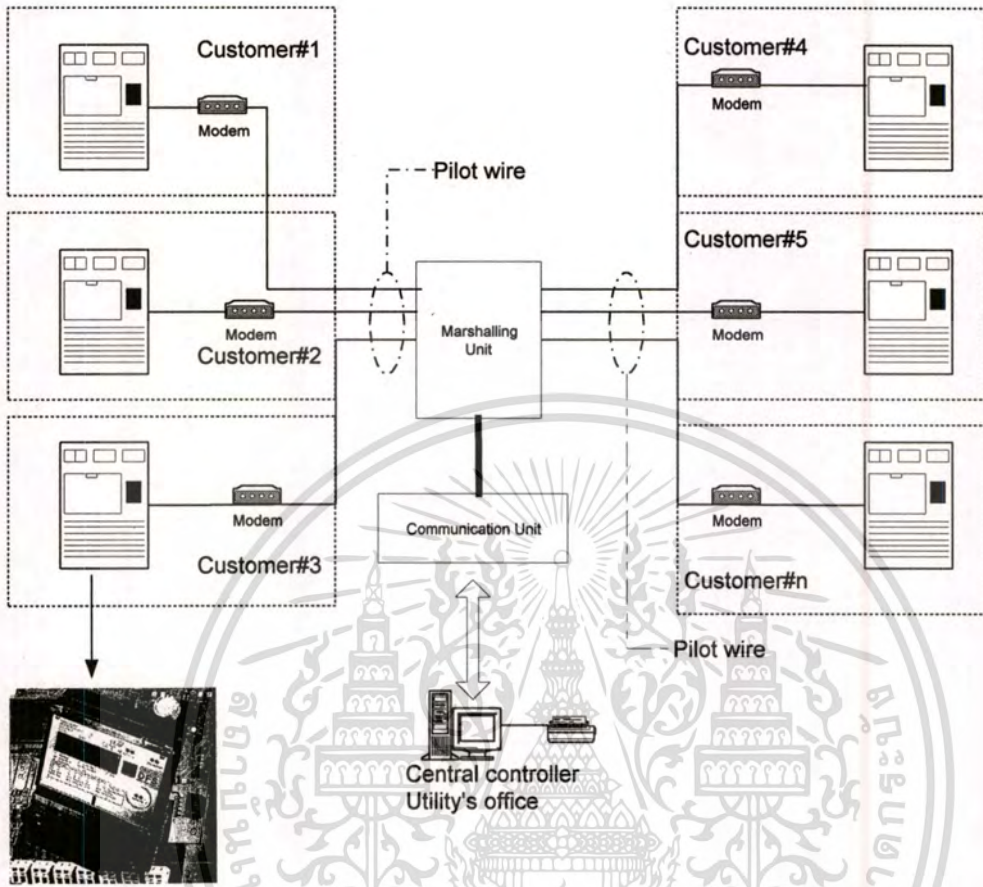 Customer#1
Modem
Customer#4
Modem
Pilot wire
Customer#2
Modem
Marshalling
Unit
Customer#5
Modem
Customer#3
Modem
Communication Unit
Customer#n
Modem
Pilot wire
Central controller
Utility's office